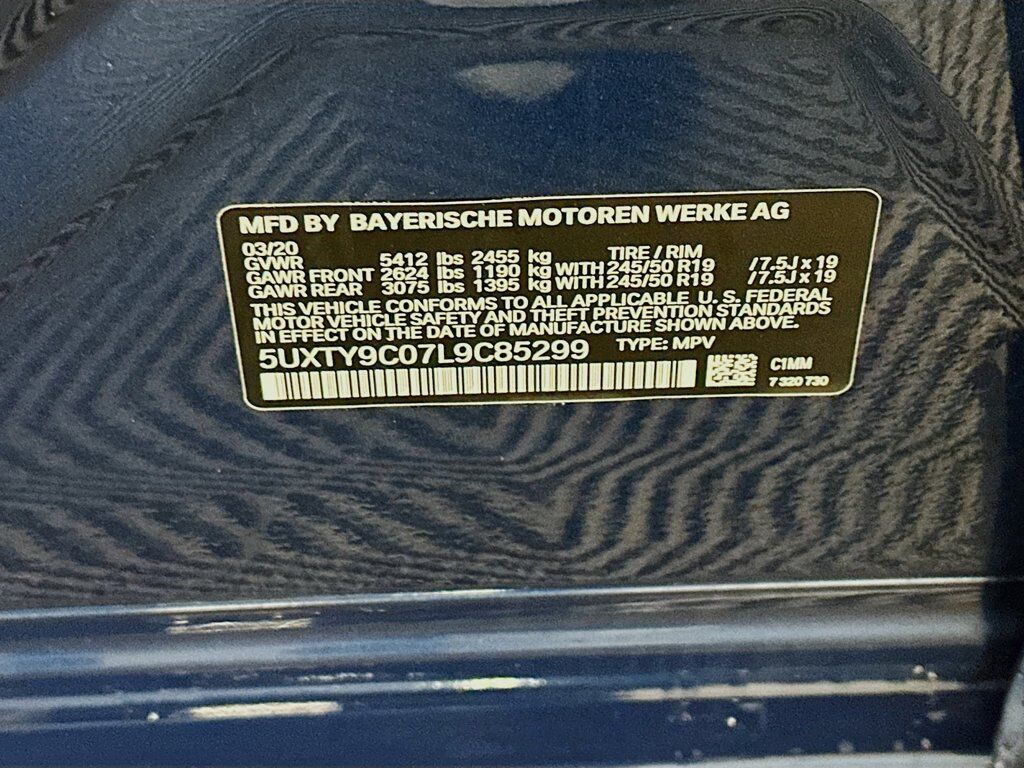 MFD BY BAYERISCHE MOTOREN WERKE AG
03/20 TIRE / RIM
GVWR 5412 lbs 2455 kg
GAWR FRONT 2624 lbs 1190 kg WITH 245/50 R19 /7.5J x 19
GAWR REAR 3075 lbs 1395 kg WITH 245/50 R19 /7.5J x 19
THIS VEHICLE CONFORMS TO ALL APPLICABLE U. S. FEDERAL
MOTOR VEHICLE SAFETY AND THEFT PREVENTION STANDARDS
IN EFFECT ON THE DATE OF MANUFACTURE SHOWN ABOVE.
5UXTY9C07L9C85299 TYPE: MPV
C1MM
7 320 730